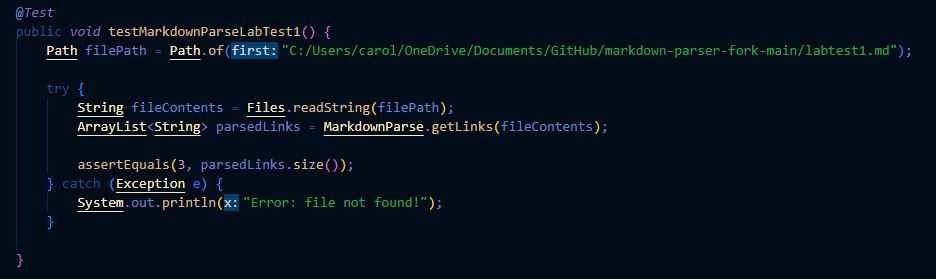 @Test
public void testMarkdownParseLabTest1() {
    Path filePath = Path.of(first: "C:/Users/carol/OneDrive/Documents/GitHub/markdown-parser-fork-main/labtest1.md");
    try {
        String fileContents = Files.readString(filePath);
        ArrayList<String> parsedLinks = MarkdownParse.getLinks(fileContents);
        assertEquals(3, parsedLinks.size());
    } catch (Exception e) {
        System.out.println(x: "Error: file not found!");
    }
}